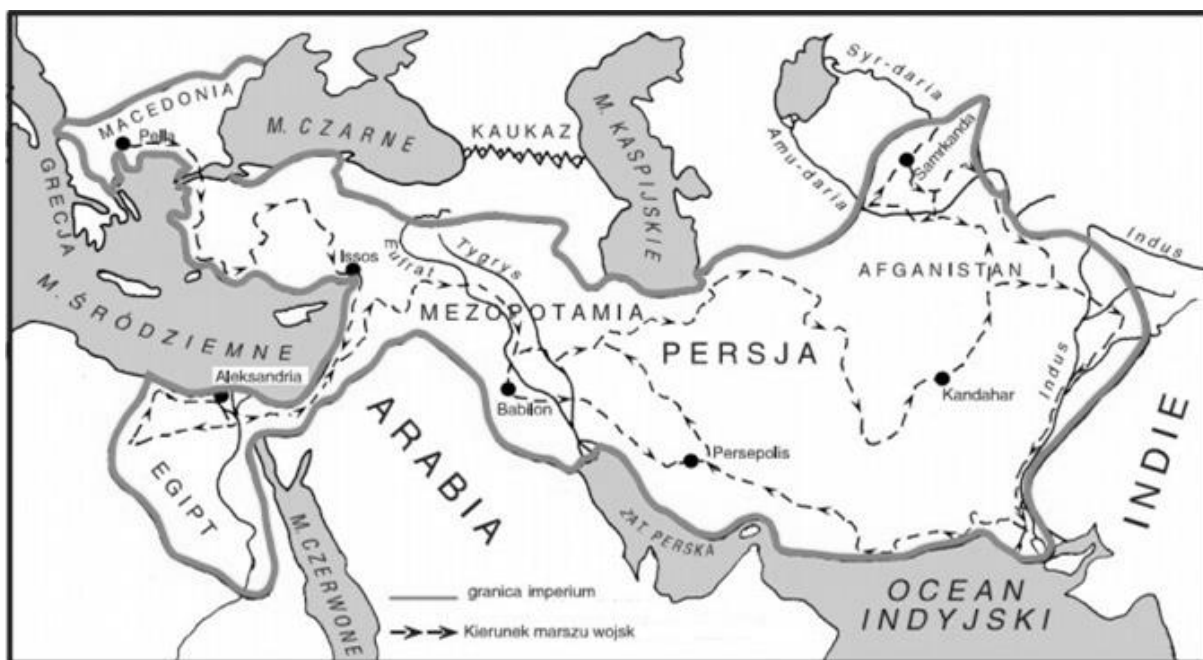 MACEDONIA
Pella
GRECJA
M. CZARNE
KAUKAZ
M. KASPIJSKIE
Syr-daria
Amu-daria
Samrkanda
Issos
Eufrat
Tygrys
MEZOPOTAMIA
AFGANISTAN
Indus
M. ŚRÓDZIEMNE
PERSJA
Aleksandria
Babilon
Kandahar
Indus
ARABIA
Persepolis
INDIE
EGIPT
M. CZERWONE
ZAT. PERSKA
OCEAN
INDYJSKI
granica imperium
Kierunek marszu wojsk